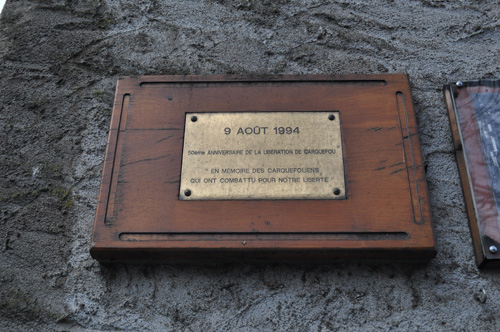 9 AOÛT 1994
50ème ANNIVERSAIRE DE LA LIBERATION DE CARQUEFOU
" EN MEMOIRE DES CARQUEFOLIENS
QUI ONT COMBATTU POUR NOTRE LIBERTE "